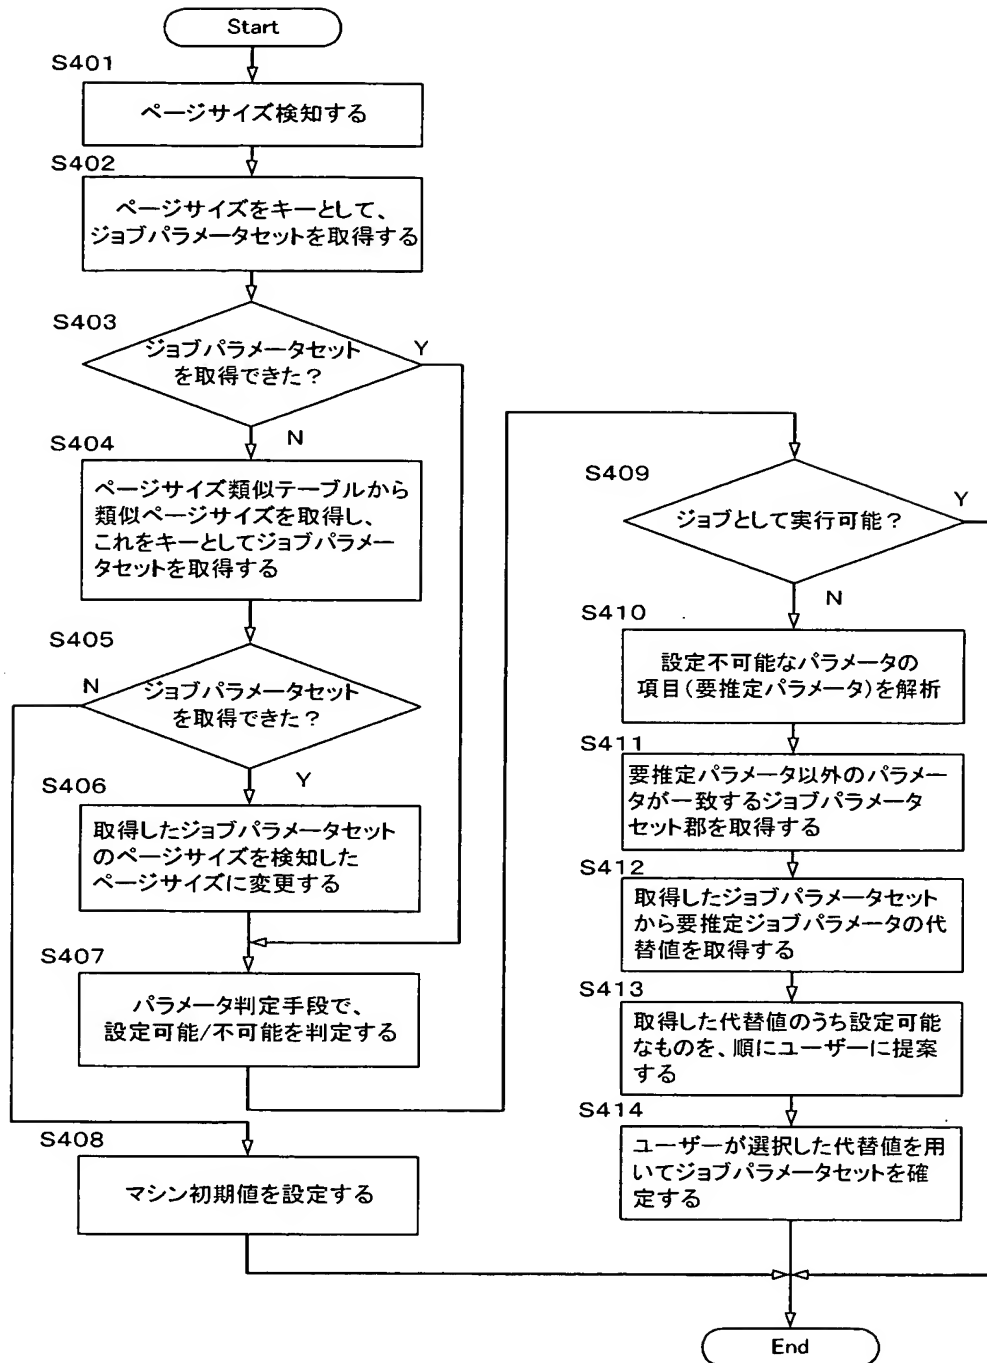 Start
S401
ページサイズ検知する
S402
ページサイズをキーとして、
ジョブパラメータセットを取得する
S403
ジョブパラメータセット
を取得できた？
Y
N
S404
ページサイズ類似テーブルから
類似ページサイズを取得し、
これをキーとしてジョブパラメー
タセットを取得する
S405
N
ジョブパラメータセット
を取得できた？
Y
S406
取得したジョブパラメータセット
のページサイズを検知した
ページサイズに変更する
S407
パラメータ判定手段で、
設定可能/不可能を判定する
S408
マシン初期値を設定する
S409
ジョブとして実行可能？
Y
N
S410
設定不可能なパラメータの
項目(要推定パラメータ)を解析
S411
要推定パラメータ以外のパラメー
タが一致するジョブパラメータ
セット郡を取得する
S412
取得したジョブパラメータセット
から要推定ジョブパラメータの代
替値を取得する
S413
取得した代替値のうち設定可能
なものを、順にユーザーに提案
する
S414
ユーザーが選択した代替値を用
いてジョブパラメータセットを確
定する
End